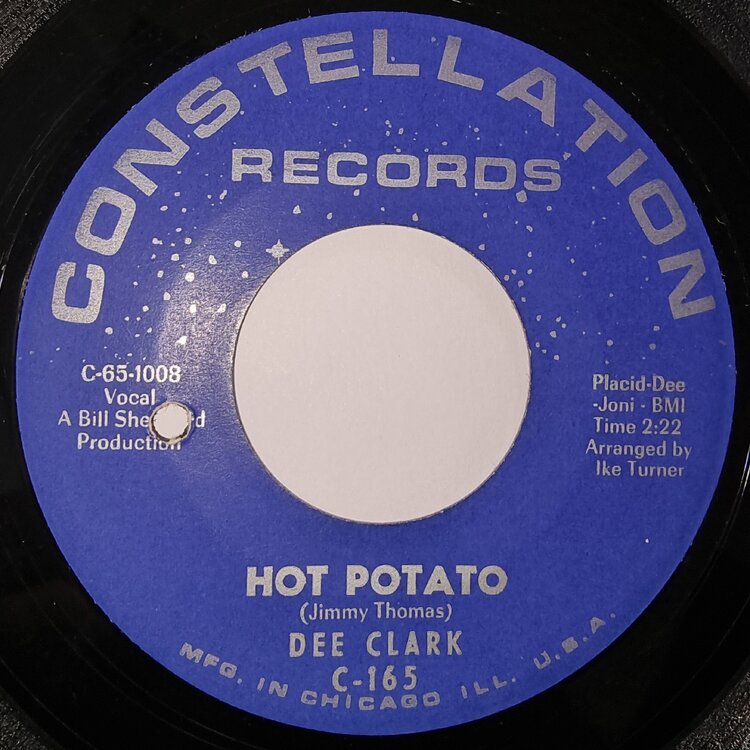 CONSTELLATION
RECORDS
C-65-1008
Vocal
A Bill
Production
Placid-Dee
-Joni - BMI
Time 2:22
Arranged by
Ike Turner
HOT POTATO
(Jimmy Thomas)
DEE CLARK
C-165
MFG. IN CHICAGO ILL. U.S.A.